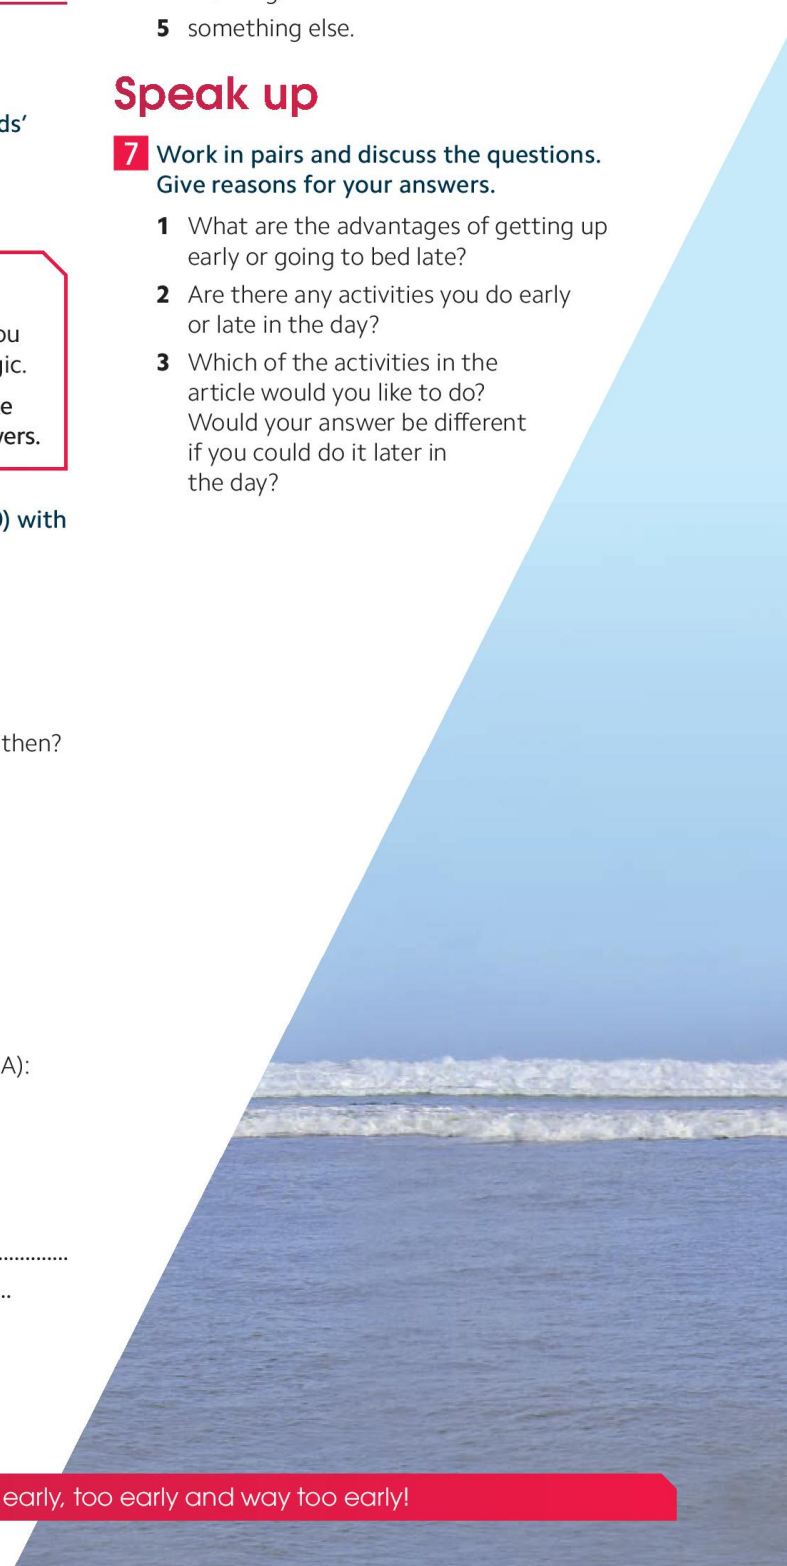 5 something else.
Speak up
7 Work in pairs and discuss the questions.
Give reasons for your answers.
1 What are the advantages of getting up
early or going to bed late?
2 Are there any activities you do early
or late in the day?
3 Which of the activities in the
article would you like to do?
Would your answer be different
if you could do it later in
the day?
with
then?
A):
early, too early and way too early!